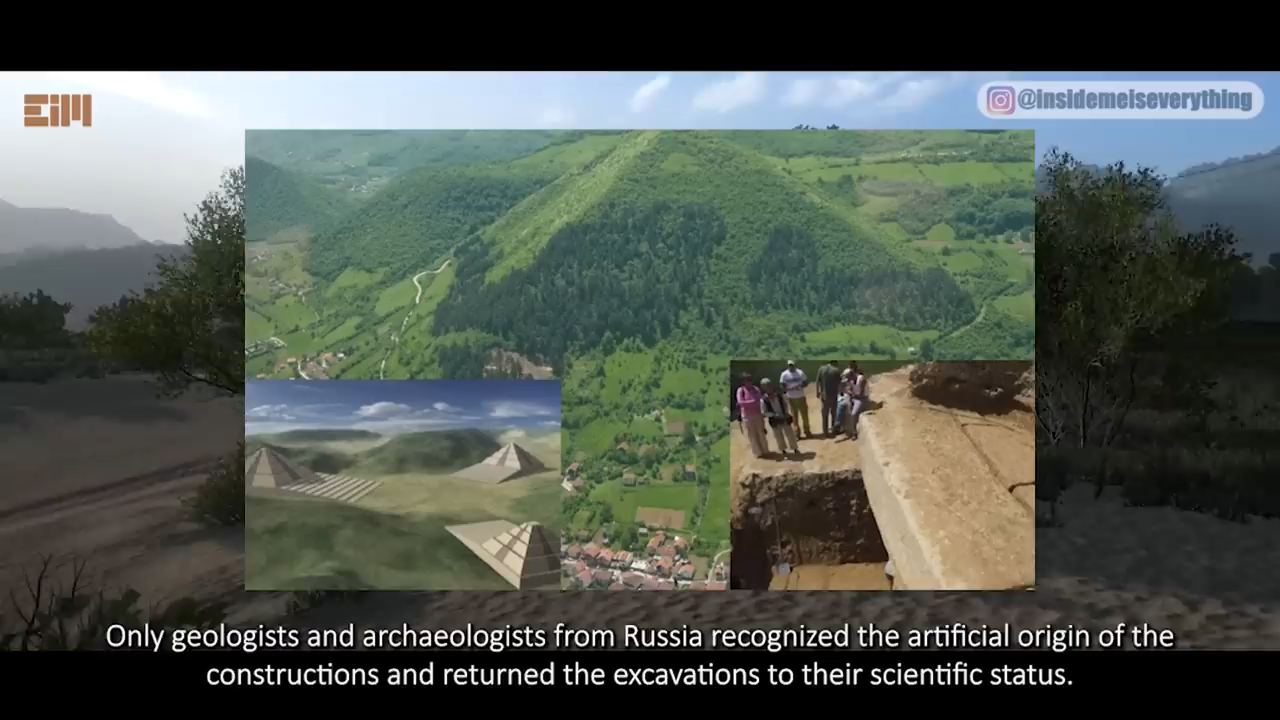 EIM
@insidemeiseverything
Only geologists and archaeologists from Russia recognized the artificial origin of the
constructions and returned the excavations to their scientific status.